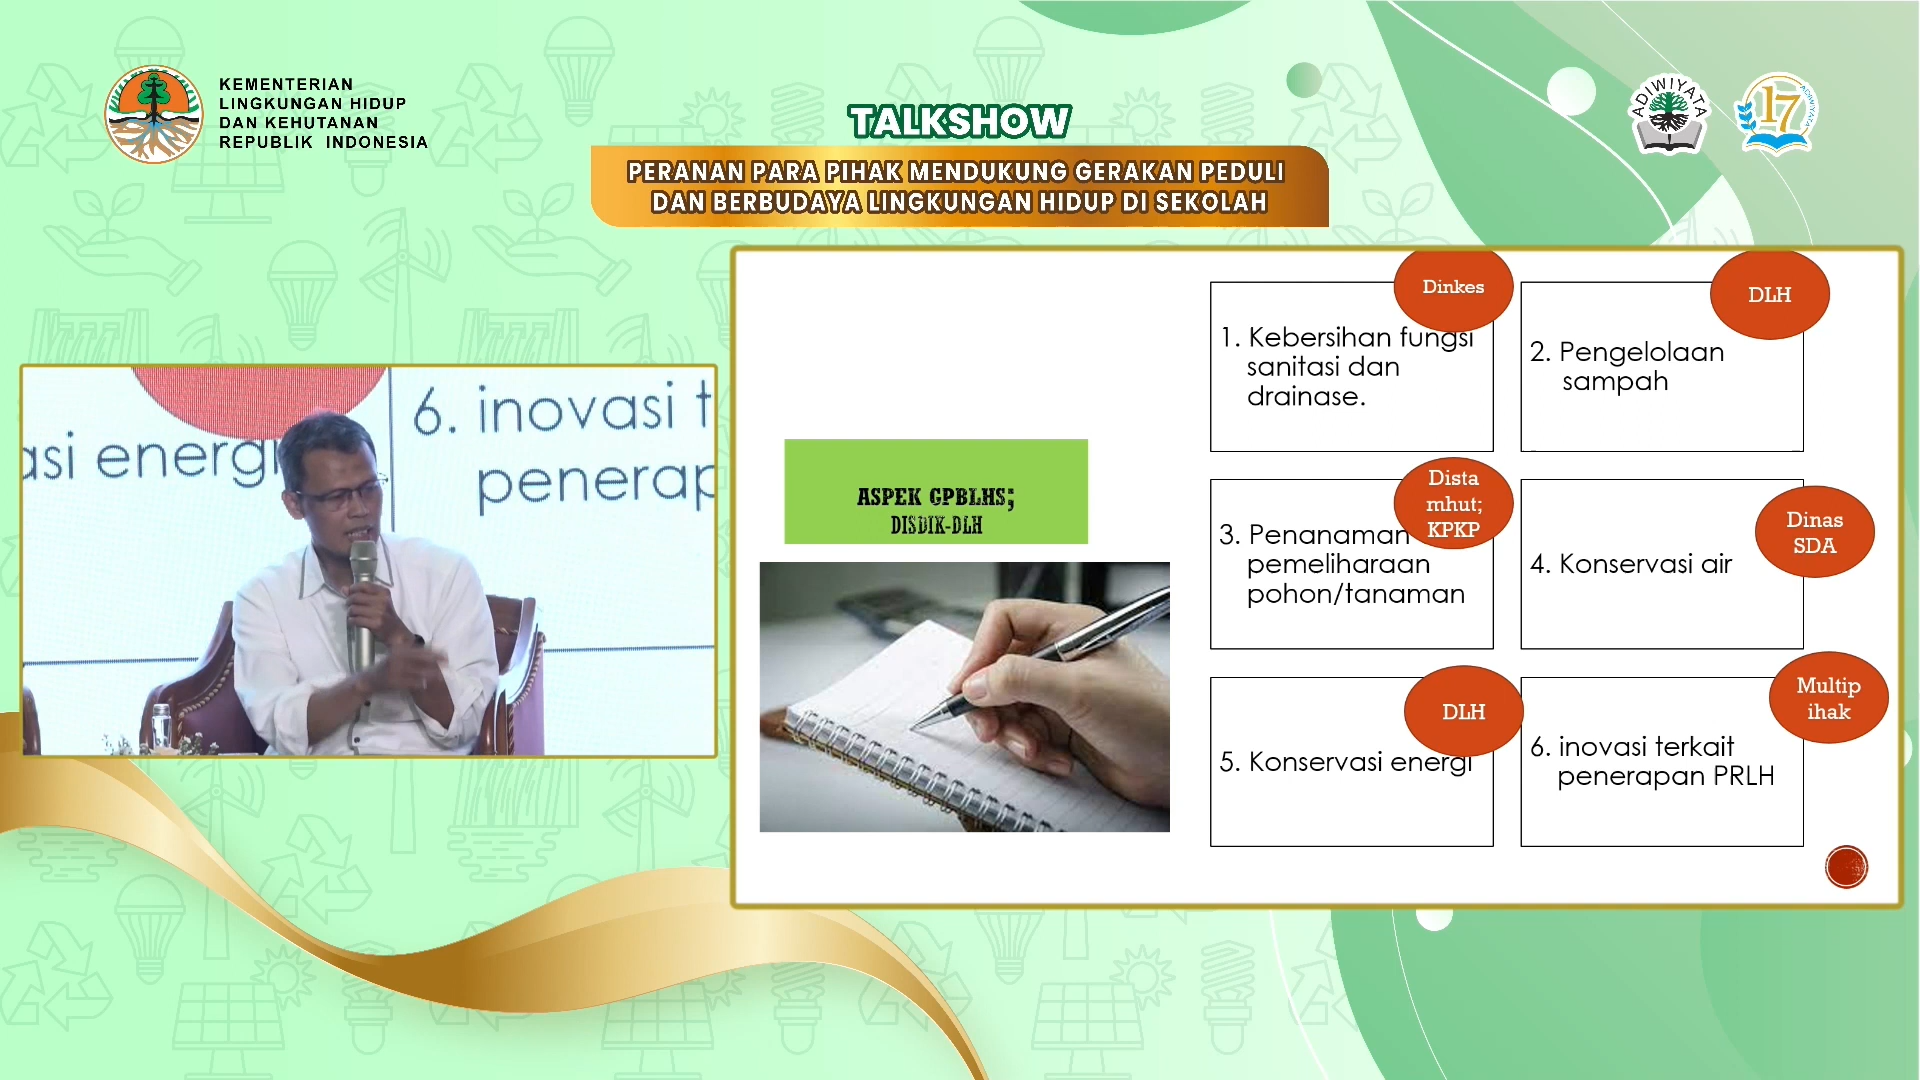 KEMENTERIAN
LINGKUNGAN HIDUP
DAN KEHUTANAN
REPUBLIK INDONESIA
TALKSHOW
PERANAN PARA PIHAK MENDUKUNG GERAKAN PEDULI
DAN BERBUDAYA LINGKUNGAN HIDUP DI SEKOLAH
ADIWIYATA
17
ADIWIYATA
asi energi
6. inovasi t
penerap
ASPEK GPBLHS;
DISDIK-DLH
Dinkes
1. Kebersihan fungsi
sanitasi dan
drainase.
DLH
2. Pengelolaan
sampah
Dista
mhut;
KPKP
3. Penanaman
pemeliharaan
pohon/tanaman
Dinas
SDA
4. Konservasi air
DLH
5. Konservasi energi
Multip
ihak
6. inovasi terkait
penerapan PRLH